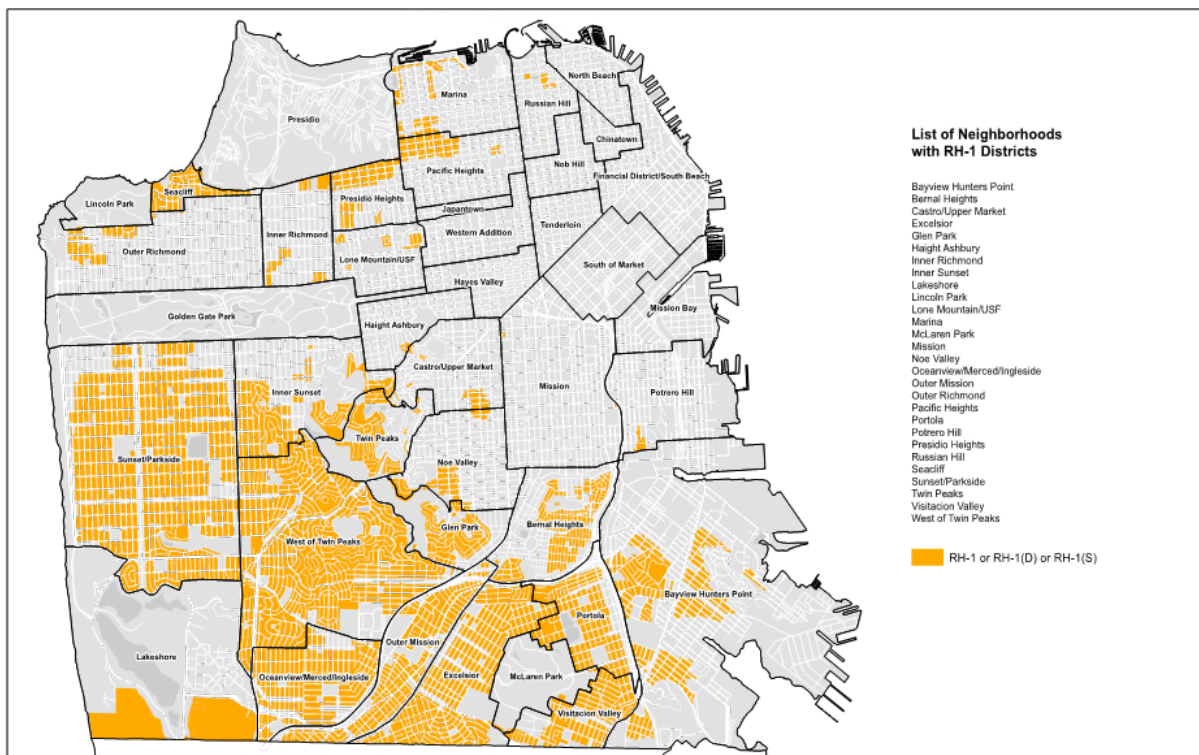 North Beach
Marina
Russian Hill
Presidio
Chinatown
Nob Hill
Pacific Heights
Financial District/South Beach
Seacliff
Lincoln Park
Presidio Heights
Japantown
Tenderloin
Inner Richmond
Western Addition
Outer Richmond
Lone Mountain/USF
South of Market
Hayes Valley
Mission Bay
Golden Gate Park
Haight Ashbury
Castro/Upper Market
Inner Sunset
Mission
Potrero Hill
Twin Peaks
Sunset/Parkside
Noe Valley
Glen Park
Bernal Heights
West of Twin Peaks
Bayview Hunters Point
Portola
Outer Mission
Lakeshore
Oceanview/Merced/Ingleside
Excelsior
McLaren Park
Visitacion Valley
List of Neighborhoods
with RH-1 Districts
Bayview Hunters Point
Bernal Heights
Castro/Upper Market
Excelsior
Glen Park
Haight Ashbury
Inner Richmond
Inner Sunset
Lakeshore
Lincoln Park
Lone Mountain/USF
Marina
McLaren Park
Mission
Noe Valley
Oceanview/Merced/Ingleside
Outer Mission
Outer Richmond
Pacific Heights
Portola
Potrero Hill
Presidio Heights
Russian Hill
Seacliff
Sunset/Parkside
Twin Peaks
Visitacion Valley
West of Twin Peaks
RH-1 or RH-1(D) or RH-1(S)